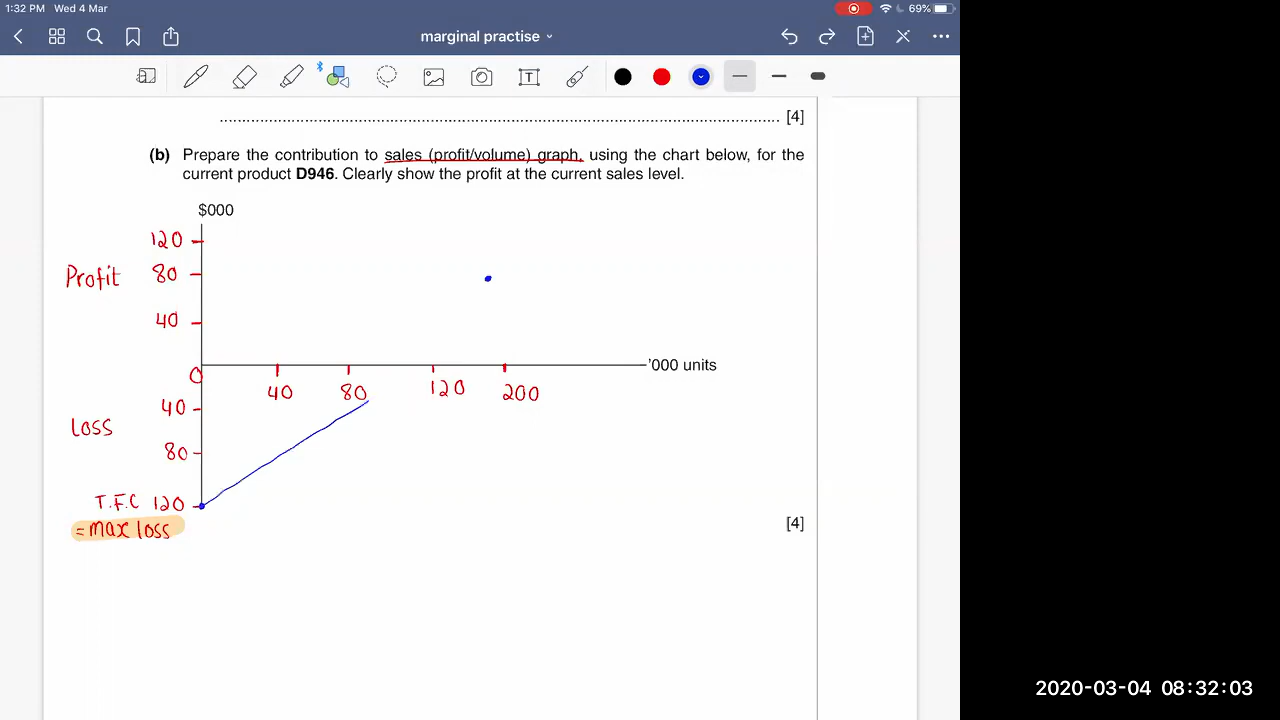 1:32 PM Wed 4 Mar
69%
marginal practise
T
................................................................ [4]
(b) Prepare the contribution to sales (profit/volume) graph, using the chart below, for the
current product D946. Clearly show the profit at the current sales level.
$000
120
Profit 80
40
'000 units
0
40 80 120 200
40
Loss
80
T.F.C 120
= max loss
[4]
2020-03-04 08:32:03